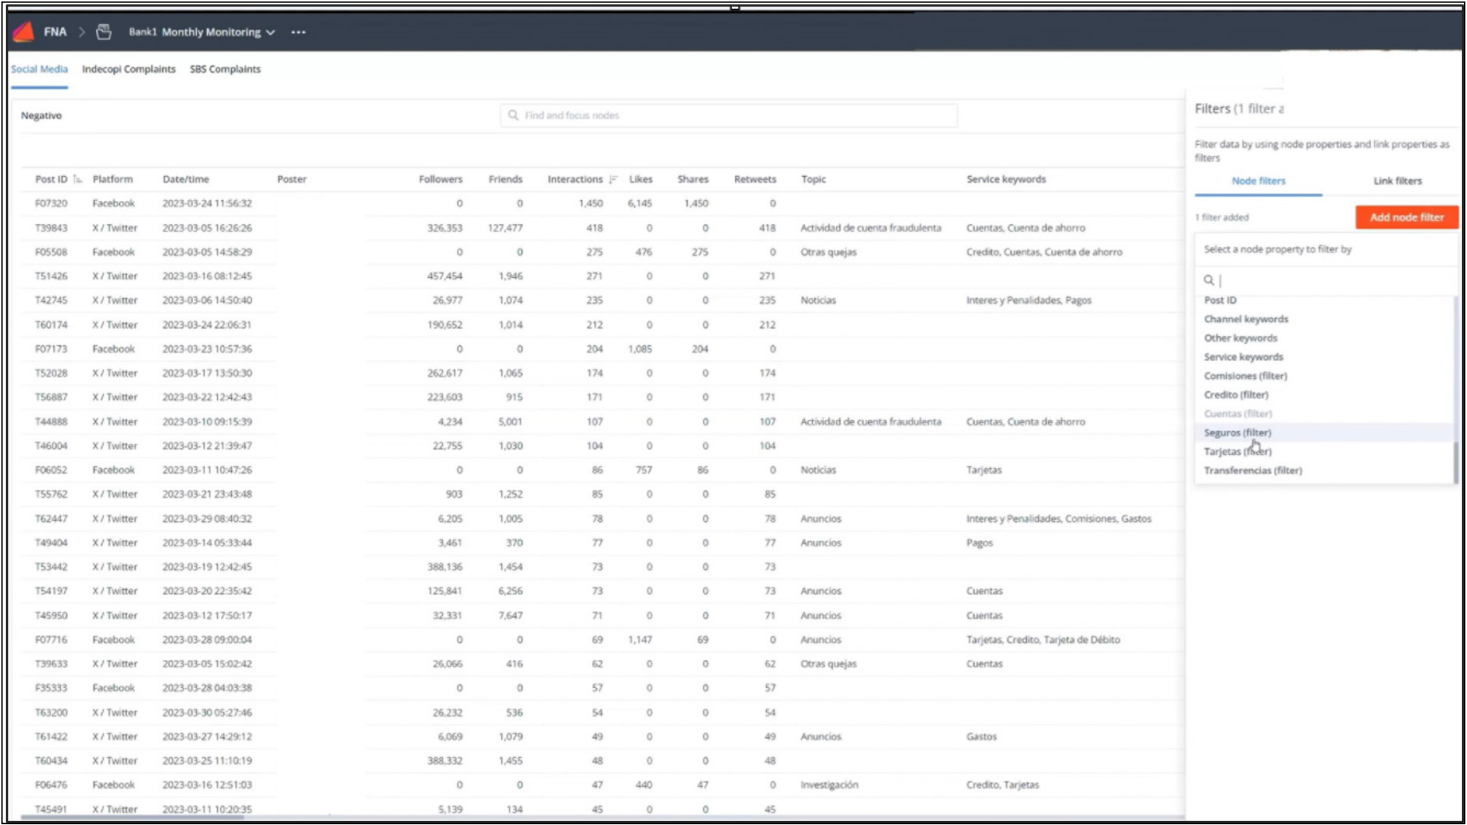 FNA > Bank1 Monthly Monitoring ...
Social Media Indecopi Complaints SBS Complaints
Negativo
Find and focus nodes
Post ID Platform Date/time Poster Followers Friends Interactions Likes Shares Retweets Topic Service keywords
F07320 Facebook 2023-03-24 11:56:32 0 0 1,450 6,145 1,450 0
T39843 X / Twitter 2023-03-05 16:26:26 326,353 127,477 418 0 0 418 Actividad de cuenta fraudulenta Cuentas, Cuenta de ahorro
F05508 Facebook 2023-03-05 14:58:29 0 0 275 476 275 0 Otras quejas Credito, Cuentas, Cuenta de ahorro
T51426 X / Twitter 2023-03-16 08:12:45 457,454 1,946 271 0 0 271
T42745 X / Twitter 2023-03-06 14:50:40 26,977 1,074 235 0 0 235 Noticias Interes y Penalidades, Pagos
T60174 X / Twitter 2023-03-24 22:06:31 190,652 1,014 212 0 0 212
F07173 Facebook 2023-03-23 10:57:36 0 0 204 1,085 204 0
T52028 X / Twitter 2023-03-17 13:50:30 262,617 1,065 174 0 0 174
T56887 X / Twitter 2023-03-22 12:42:43 223,603 915 171 0 0 171
T44888 X / Twitter 2023-03-10 09:15:39 4,234 5,001 107 0 0 107 Actividad de cuenta fraudulenta Cuentas, Cuenta de ahorro
T46004 X / Twitter 2023-03-12 21:39:47 22,755 1,030 104 0 0 104
F06052 Facebook 2023-03-11 10:47:26 0 0 86 757 86 0 Noticias Tarjetas
T55762 X / Twitter 2023-03-21 23:43:48 903 1,252 85 0 0 85
T62447 X / Twitter 2023-03-29 08:40:32 6,205 1,005 78 0 0 78 Anuncios Interes y Penalidades, Comisiones, Gastos
T49404 X / Twitter 2023-03-14 05:33:44 3,461 370 77 0 0 77 Anuncios Pagos
T53442 X / Twitter 2023-03-19 12:42:45 388,136 1,454 73 0 0 73
T54197 X / Twitter 2023-03-20 22:35:42 125,841 6,256 73 0 0 73 Anuncios Cuentas
T45950 X / Twitter 2023-03-12 17:50:17 32,331 7,647 71 0 0 71 Anuncios Cuentas
F07716 Facebook 2023-03-28 09:00:04 0 0 69 1,147 69 0 Anuncios Tarjetas, Credito, Tarjeta de Débito
T39633 X / Twitter 2023-03-05 15:02:42 26,066 416 62 0 0 62 Otras quejas Cuentas
F35333 Facebook 2023-03-28 04:03:38 0 0 57 0 0 57
T63200 X / Twitter 2023-03-30 05:27:46 26,232 536 54 0 0 54
T61422 X / Twitter 2023-03-27 14:29:12 6,069 1,079 49 0 0 49 Anuncios Gastos
T60434 X / Twitter 2023-03-25 11:10:19 388,332 1,455 48 0 0 48
F06476 Facebook 2023-03-16 12:51:03 0 0 47 440 47 0 Investigación Credito, Tarjetas
T45491 X / Twitter 2023-03-11 10:20:35 5,139 134 45 0 0 45
Filters (1 filter a
Filter data by using node properties and link properties as
filters
Node filters Link filters
1 filter added Add node filter
Select a node property to filter by
Post ID
Channel keywords
Other keywords
Service keywords
Comisiones (filter)
Credito (filter)
Cuentas (filter)
Seguros (filter)
Tarjetas (filter)
Transferencias (filter)